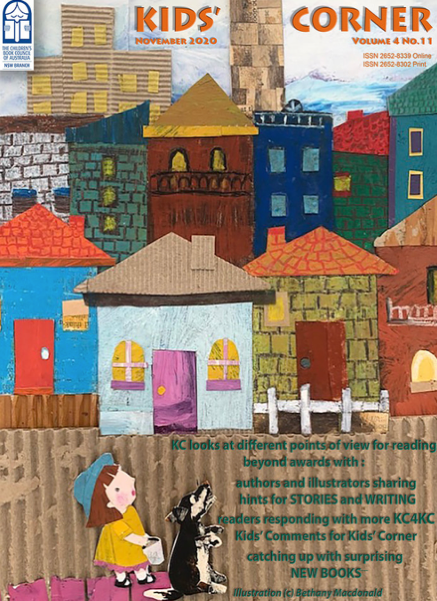 THE CHILDREN'S
BOOK COUNCIL
OF AUSTRALIA
NSW BRANCH
KIDS' CORNER
NOVEMBER 2020
VOLUME 4 NO.11
ISSN 2652-8339 Online
ISSN 2652-8302 Print
KC looks at different points of view for reading
beyond awards with :
authors and illustrators sharing
hints for STORIES and WRITING
readers responding with more KC4KC
Kids' Comments for Kids' Corner
catching up with surprising
NEW BOOKS
Illustration (c) Bethany Macdonald